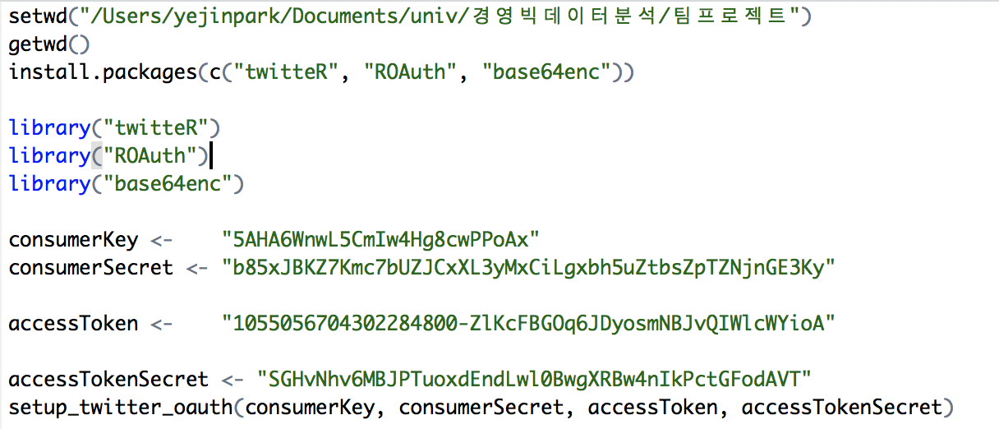 setwd("/Users/yejinpark/Documents/univ/경영빅데이터분석/팀프로젝트")
getwd()
install.packages(c("twitteR", "ROAuth", "base64enc"))
library("twitteR")
library("ROAuth")
library("base64enc")
consumerKey <- "5AHA6WnwL5CmIw4Hg8cwPPoAx"
consumerSecret <- "b85xJBKZ7Kmc7bUZJCxXL3yMxCiLgxbh5uZtbsZpTZNjnGE3Ky"
accessToken <- "1055056704302284800-ZlKcFBGOq6JDyosmNBJvQIWlcWYioA"
accessTokenSecret <- "SGHvNhv6MBJPTuoxdEndLwl0BwgXRBw4nIkPctGFodAVT"
setup_twitter_oauth(consumerKey, consumerSecret, accessToken, accessTokenSecret)